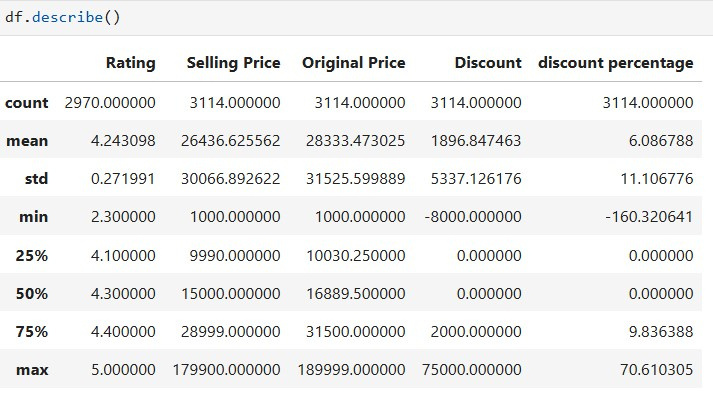 df.describe()
Rating Selling Price Original Price Discount discount percentage
count 2970.000000 3114.000000 3114.000000 3114.000000 3114.000000
mean 4.243098 26436.625562 28333.473025 1896.847463 6.086788
std 0.271991 30066.892622 31525.599889 5337.126176 11.106776
min 2.300000 1000.000000 1000.000000 -8000.000000 -160.320641
25% 4.100000 9990.000000 10030.250000 0.000000 0.000000
50% 4.300000 15000.000000 16889.500000 0.000000 0.000000
75% 4.400000 28999.000000 31500.000000 2000.000000 9.836388
max 5.000000 179900.000000 189999.000000 75000.000000 70.610305